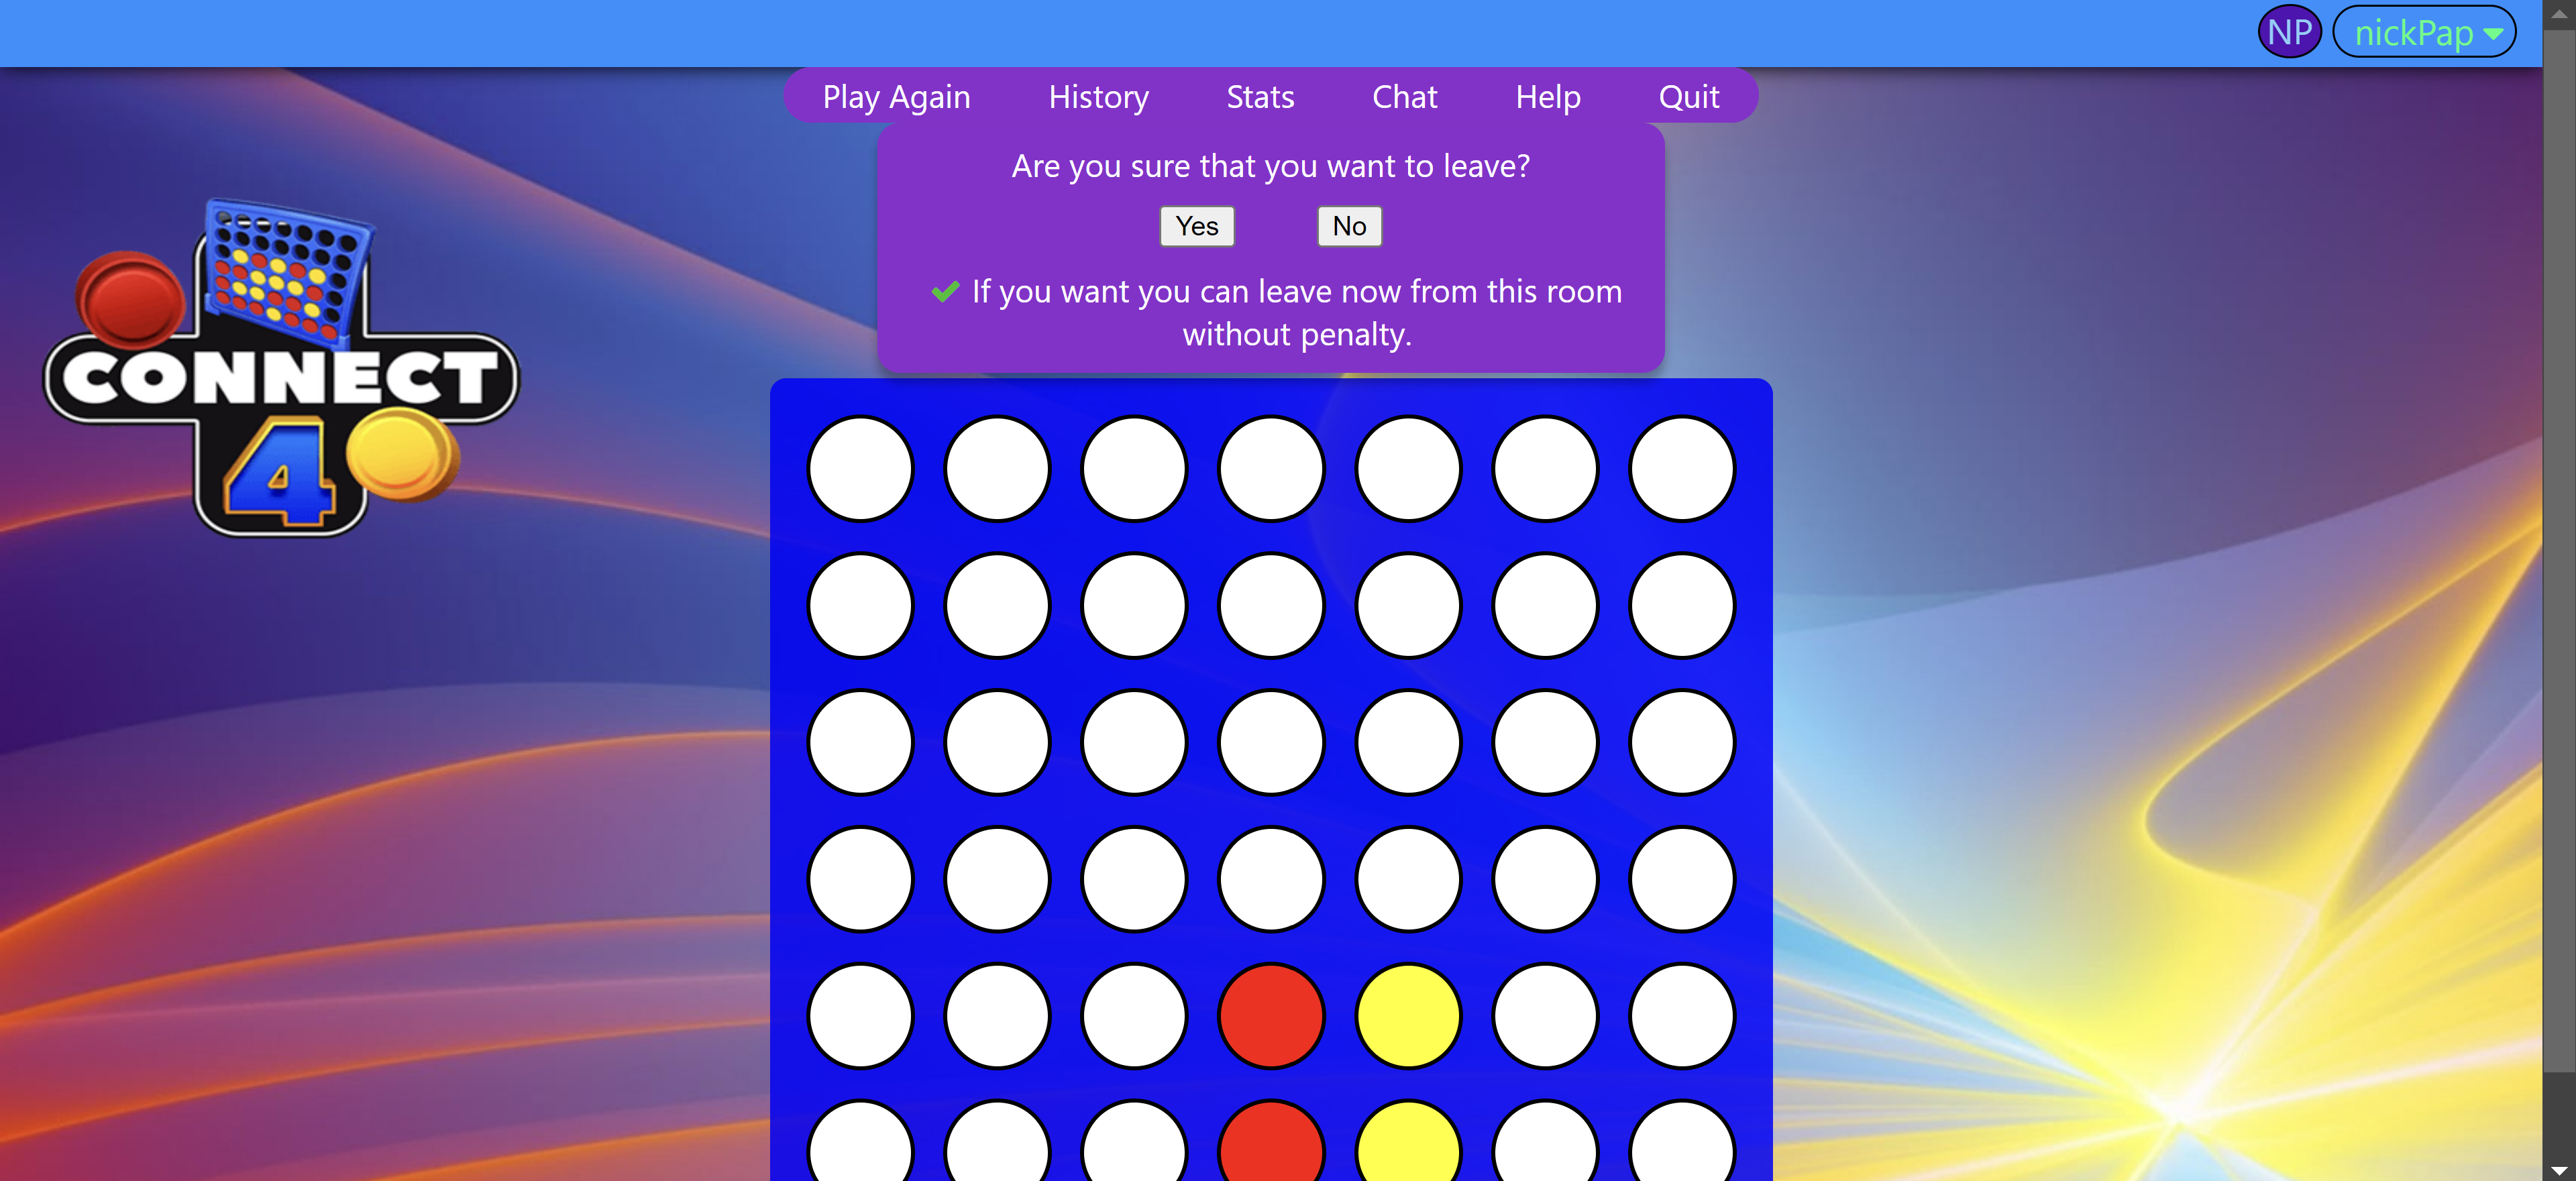 NP nickPap
Play Again History Stats Chat Help Quit
Are you sure that you want to leave?
Yes No
If you want you can leave now from this room
without penalty.
CONNECT
4